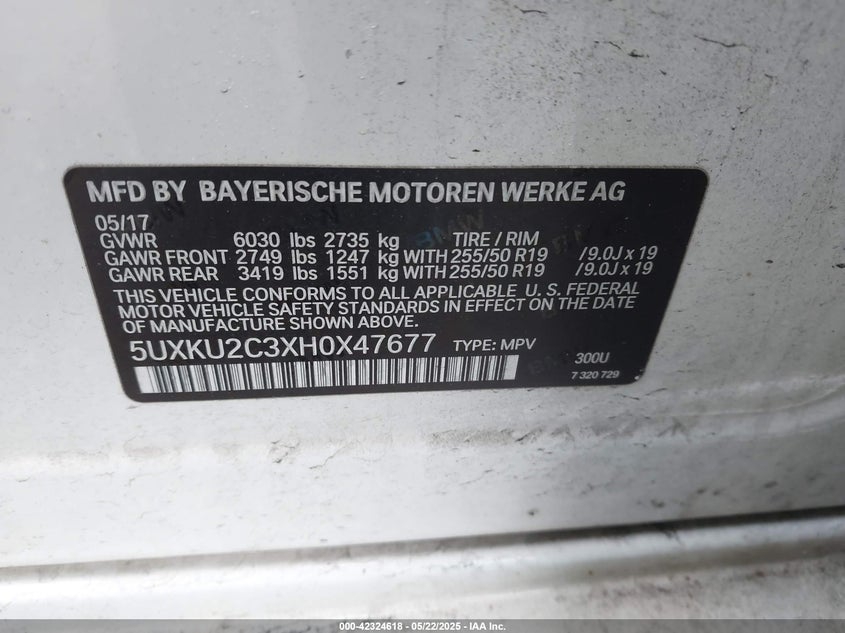 MFD BY BAYERISCHE MOTOREN WERKE AG
05/17
GVWR 6030 lbs 2735 kg TIRE / RIM
GAWR FRONT 2749 lbs 1247 kg WITH 255/50 R19 /9.0J x 19
GAWR REAR 3419 lbs 1551 kg WITH 255/50 R19 /9.0J x 19
THIS VEHICLE CONFORMS TO ALL APPLICABLE U. S. FEDERAL
MOTOR VEHICLE SAFETY STANDARDS IN EFFECT ON THE DATE
OF MANUFACTURE SHOWN ABOVE.
5UXKU2C3XH0X47677 TYPE: MPV 300U
7 320 729
000-42324618 - 05/22/2025 - IAA Inc.